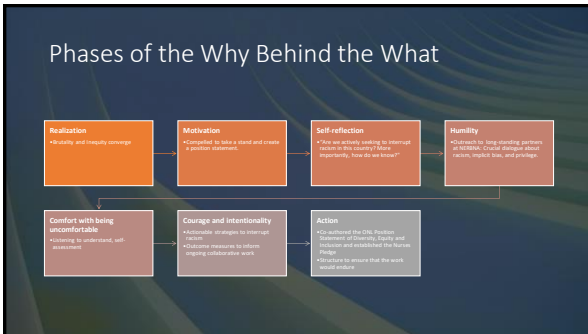 Phases of the Why Behind the What
Realization
•Brutality and Inequity converge
Motivation
•Compelled to take a stand and create
a position statement.
Self-reflection
•"Are we actively seeking to interrupt
racism in this country? More
importantly, how do we know?"
Humility
•Outreach to long-standing partners
at NERBNA: Crucial dialogue about
racism, implicit bias, and privilege.
Comfort with being
uncomfortable
•Listening to understand, self-
assessment
Courage and intentionality
•Actionable strategies to interrupt
racism
•Outcome measures to inform
ongoing collaborative work
Action
•Co-authored the ONL Position
Statement of Diversity, Equity and
Inclusion and established the Nurses
Pledge
•Structure to ensure that the work
would endure